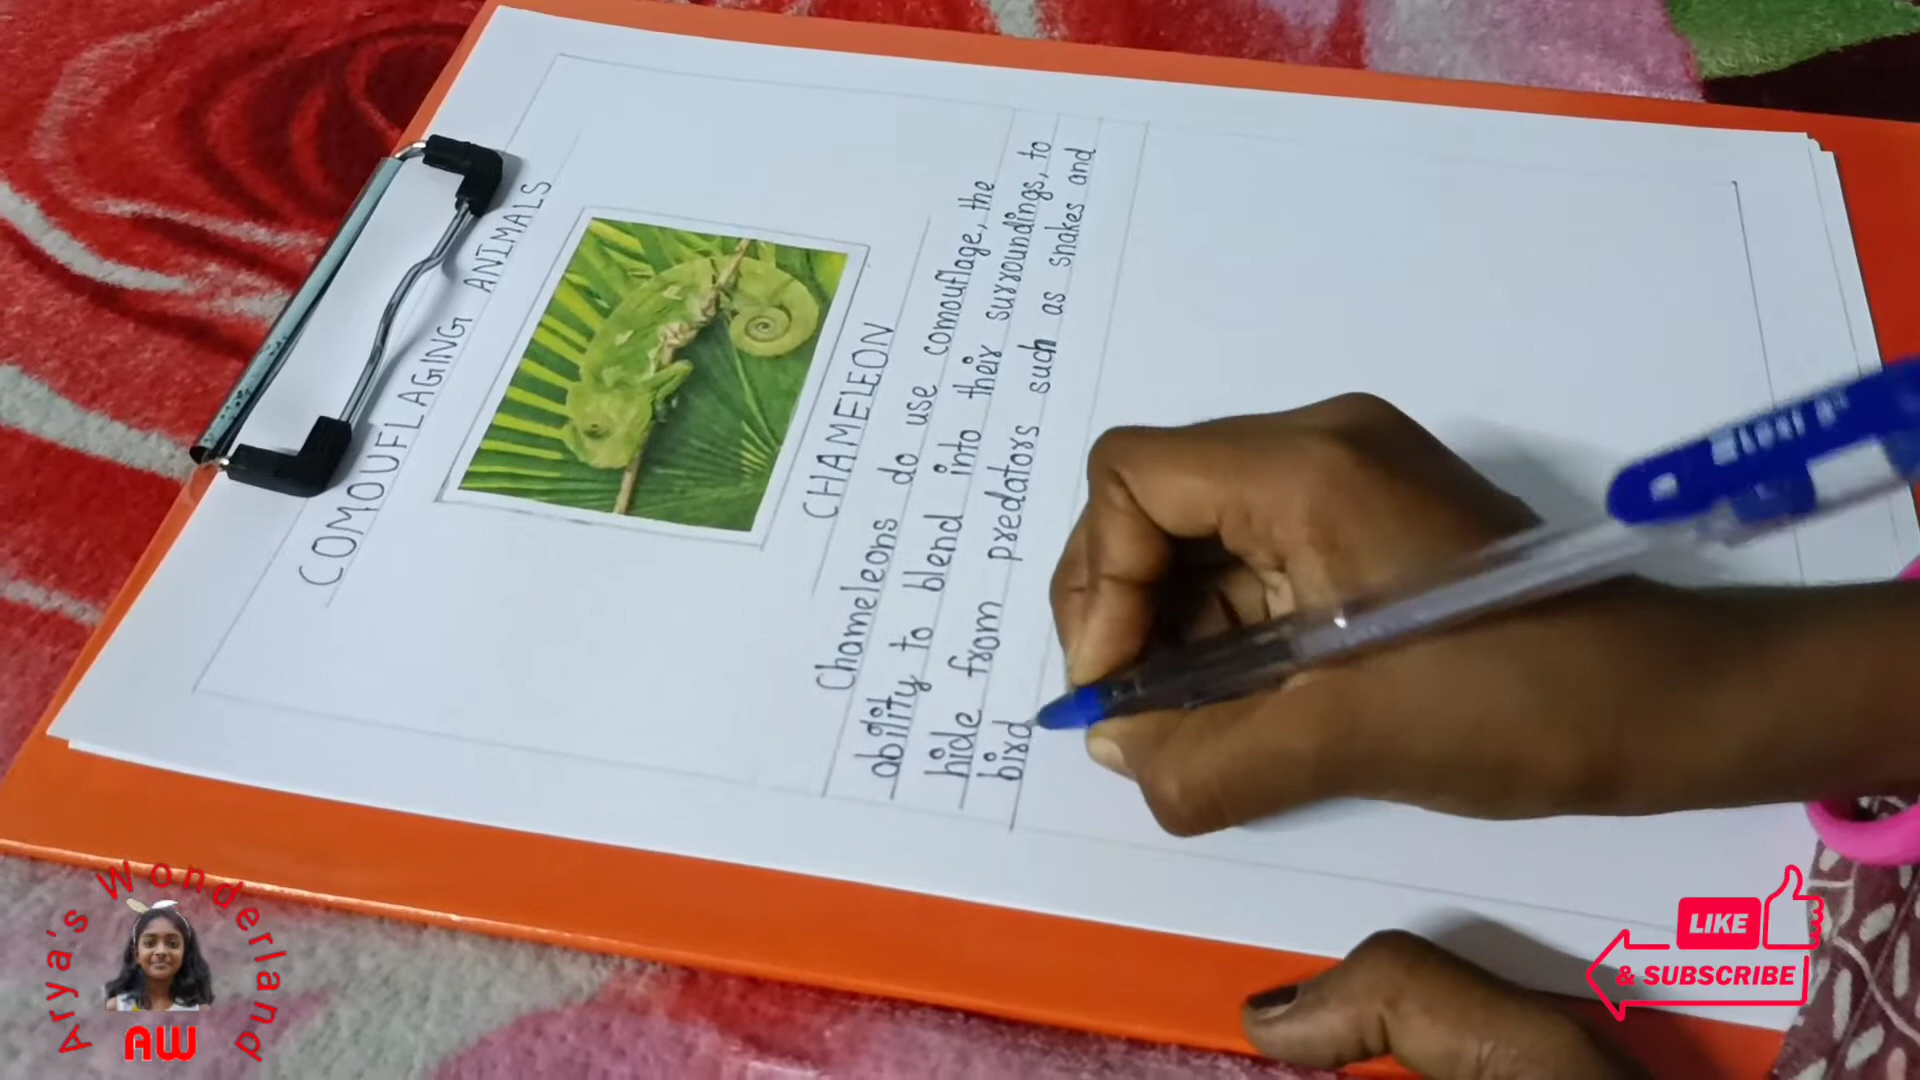 COMOUFLAGING ANIMALS
CHAMELEON
Chameleons do use comouflage, the
ability to blend into their surroundings, to
hide from predators such as snakes and
bird
Arya's Wonderland
AW
LIKE
& SUBSCRIBE